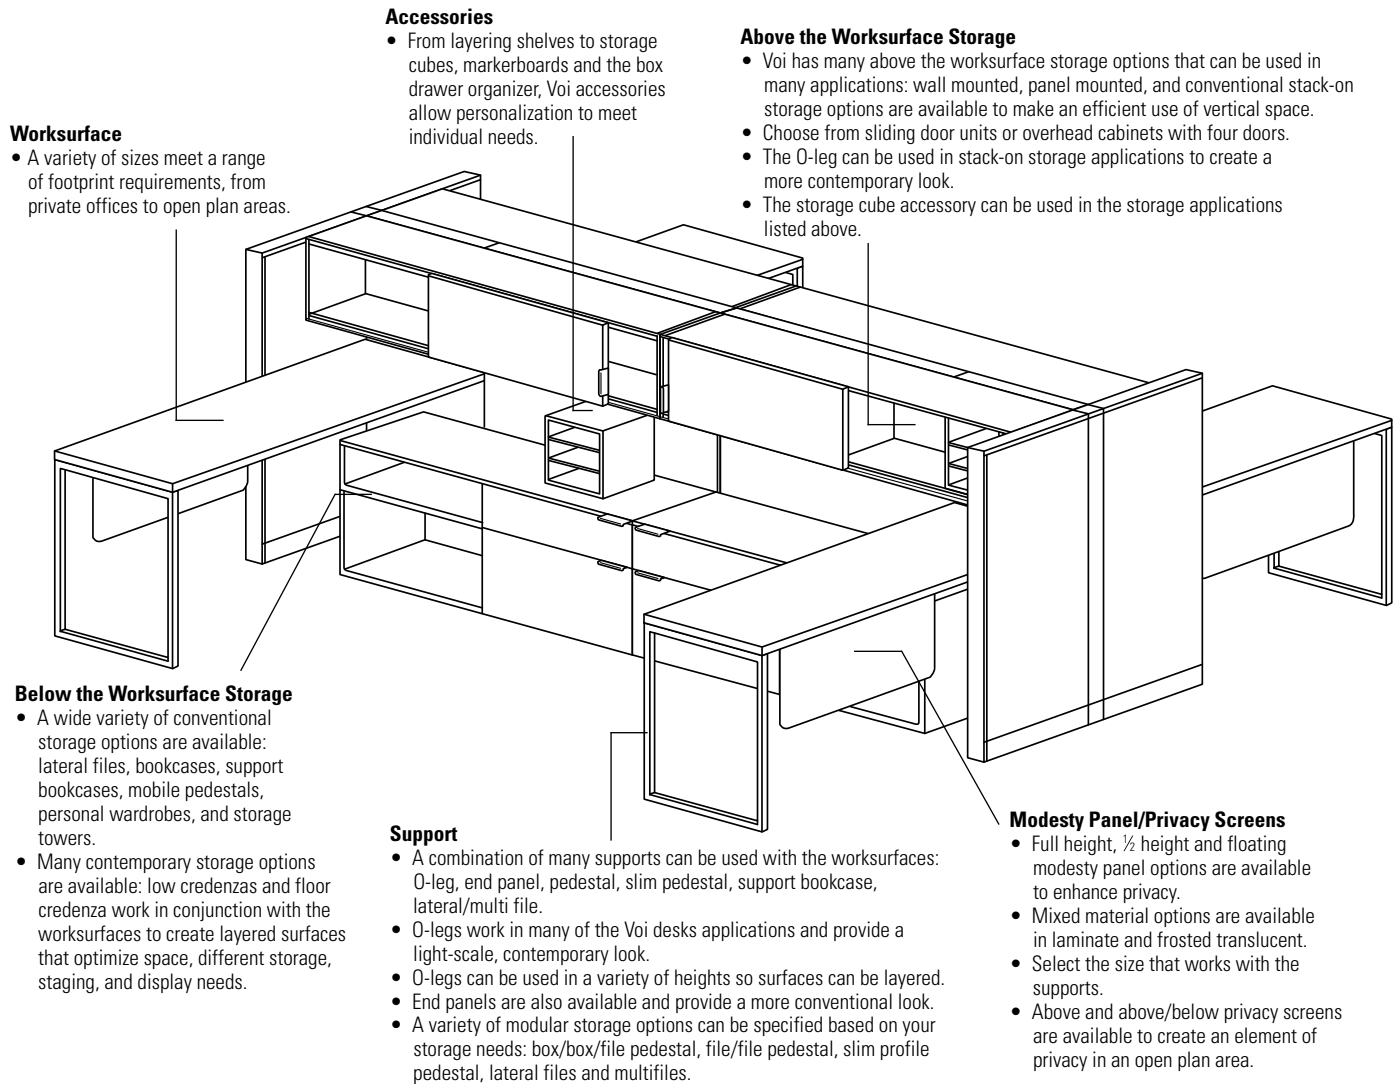 Accessories
• From layering shelves to storage
cubes, markerboards and the box
drawer organizer, Voi accessories
allow personalization to meet
individual needs.
Above the Worksurface Storage
• Voi has many above the worksurface storage options that can be used in
many applications: wall mounted, panel mounted, and conventional stack-on
storage options are available to make an efficient use of vertical space.
• Choose from sliding door units or overhead cabinets with four doors.
• The O-leg can be used in stack-on storage applications to create a
more contemporary look.
• The storage cube accessory can be used in the storage applications
listed above.
Worksurface
• A variety of sizes meet a range
of footprint requirements, from
private offices to open plan areas.
Below the Worksurface Storage
• A wide variety of conventional
storage options are available:
lateral files, bookcases, support
bookcases, mobile pedestals,
personal wardrobes, and storage
towers.
• Many contemporary storage options
are available: low credenzas and floor
credenza work in conjunction with the
worksurfaces to create layered surfaces
that optimize space, different storage,
staging, and display needs.
Support
• A combination of many supports can be used with the worksurfaces:
O-leg, end panel, pedestal, slim pedestal, support bookcase,
lateral/multi file.
• O-legs work in many of the Voi desks applications and provide a
light-scale, contemporary look.
• O-legs can be used in a variety of heights so surfaces can be layered.
• End panels are also available and provide a more conventional look.
• A variety of modular storage options can be specified based on your
storage needs: box/box/file pedestal, file/file pedestal, slim profile
pedestal, lateral files and multifiles.
Modesty Panel/Privacy Screens
• Full height, ½ height and floating
modesty panel options are available
to enhance privacy.
• Mixed material options are available
in laminate and frosted translucent.
• Select the size that works with the
supports.
• Above and above/below privacy screens
are available to create an element of
privacy in an open plan area.